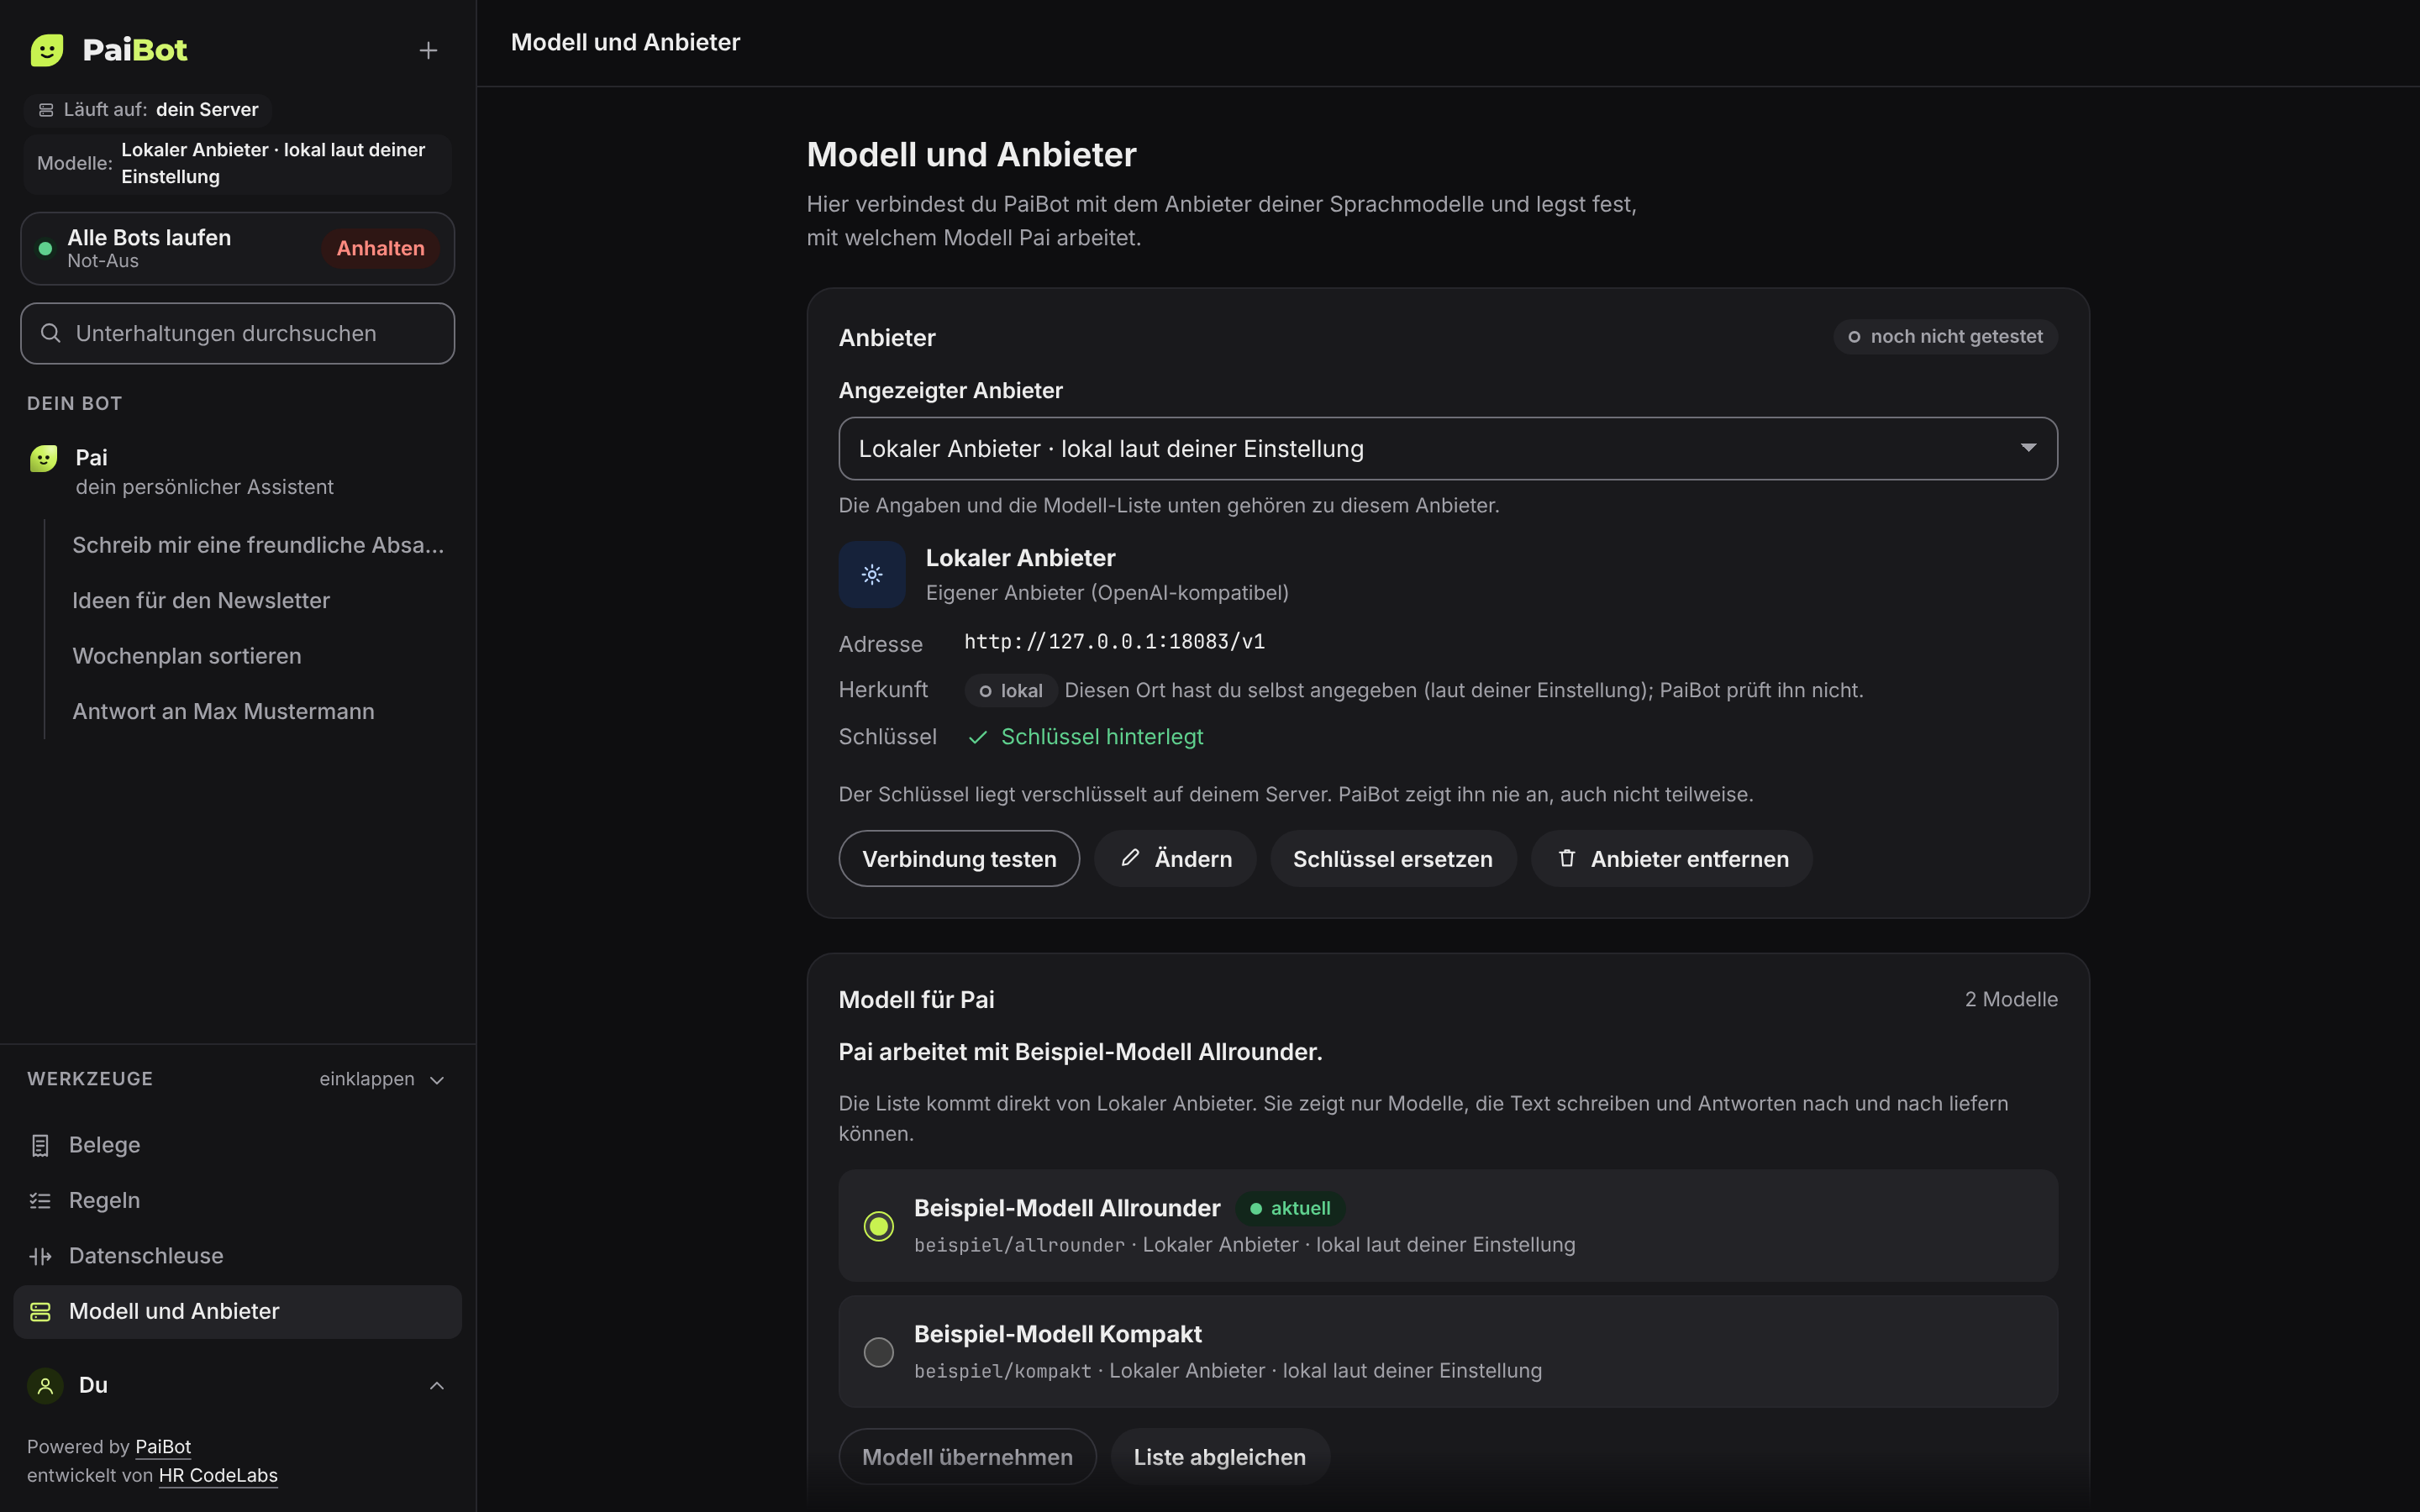 PaiBot
Läuft auf: dein Server
Modelle: Lokaler Anbieter · lokal laut deiner
Einstellung
Alle Bots laufen
Not-Aus
Anhalten
Unterhaltungen durchsuchen
DEIN BOT
Pai
dein persönlicher Assistent
Schreib mir eine freundliche Absa...
Ideen für den Newsletter
Wochenplan sortieren
Antwort an Max Mustermann
WERKZEUGE
einklappen
Belege
Regeln
Datenschleuse
Modell und Anbieter
Du
Powered by PaiBot
entwickelt von HR CodeLabs
Modell und Anbieter
Modell und Anbieter
Hier verbindest du PaiBot mit dem Anbieter deiner Sprachmodelle und legst fest,
mit welchem Modell Pai arbeitet.
Anbieter
noch nicht getestet
Angezeigter Anbieter
Lokaler Anbieter · lokal laut deiner Einstellung
Die Angaben und die Modell-Liste unten gehören zu diesem Anbieter.
Lokaler Anbieter
Eigener Anbieter (OpenAI-kompatibel)
Adresse http://127.0.0.1:18083/v1
Herkunft lokal Diesen Ort hast du selbst angegeben (laut deiner Einstellung); PaiBot prüft ihn nicht.
Schlüssel Schlüssel hinterlegt
Der Schlüssel liegt verschlüsselt auf deinem Server. PaiBot zeigt ihn nie an, auch nicht teilweise.
Verbindung testen Ändern Schlüssel ersetzen Anbieter entfernen
Modell für Pai
2 Modelle
Pai arbeitet mit Beispiel-Modell Allrounder.
Die Liste kommt direkt von Lokaler Anbieter. Sie zeigt nur Modelle, die Text schreiben und Antworten nach und nach liefern
können.
Beispiel-Modell Allrounder aktuell
beispiel/allrounder · Lokaler Anbieter · lokal laut deiner Einstellung
Beispiel-Modell Kompakt
beispiel/kompakt · Lokaler Anbieter · lokal laut deiner Einstellung
Modell übernehmen Liste abgleichen